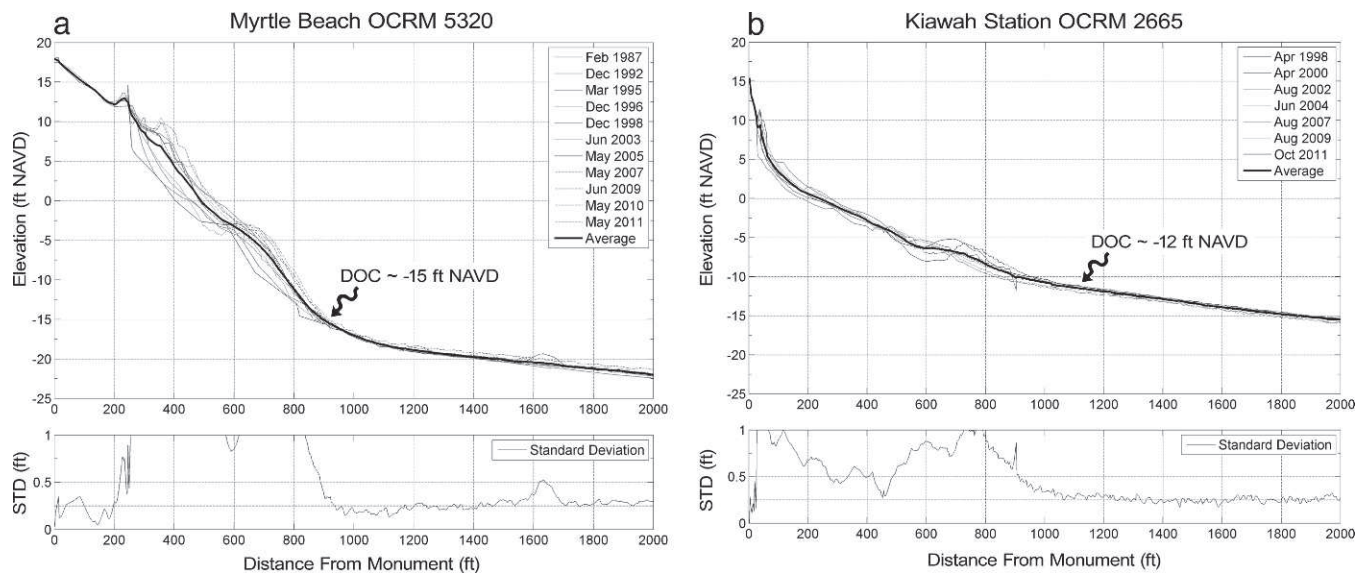 a
Myrtle Beach OCRM 5320
20
15
10
5
0
-5
-10
-15
-20
-25
Elevation (ft NAVD)
Feb 1987
Dec 1992
Mar 1995
Dec 1996
Dec 1998
Jun 2003
May 2005
May 2007
Jun 2009
May 2010
May 2011
Average
DOC ~ -15 ft NAVD
0 200 400 600 800 1000 1200 1400 1600 1800 2000
1
0.5
0
STD (ft)
Standard Deviation
0 200 400 600 800 1000 1200 1400 1600 1800 2000
Distance From Monument (ft)
b
Kiawah Station OCRM 2665
20
15
10
5
0
-5
-10
-15
-20
-25
Elevation (ft NAVD)
Apr 1998
Apr 2000
Aug 2002
Jun 2004
Aug 2007
Aug 2009
Oct 2011
Average
DOC ~ -12 ft NAVD
0 200 400 600 800 1000 1200 1400 1600 1800 2000
1
0.5
0
STD (ft)
Standard Deviation
0 200 400 600 800 1000 1200 1400 1600 1800 2000
Distance From Monument (ft)